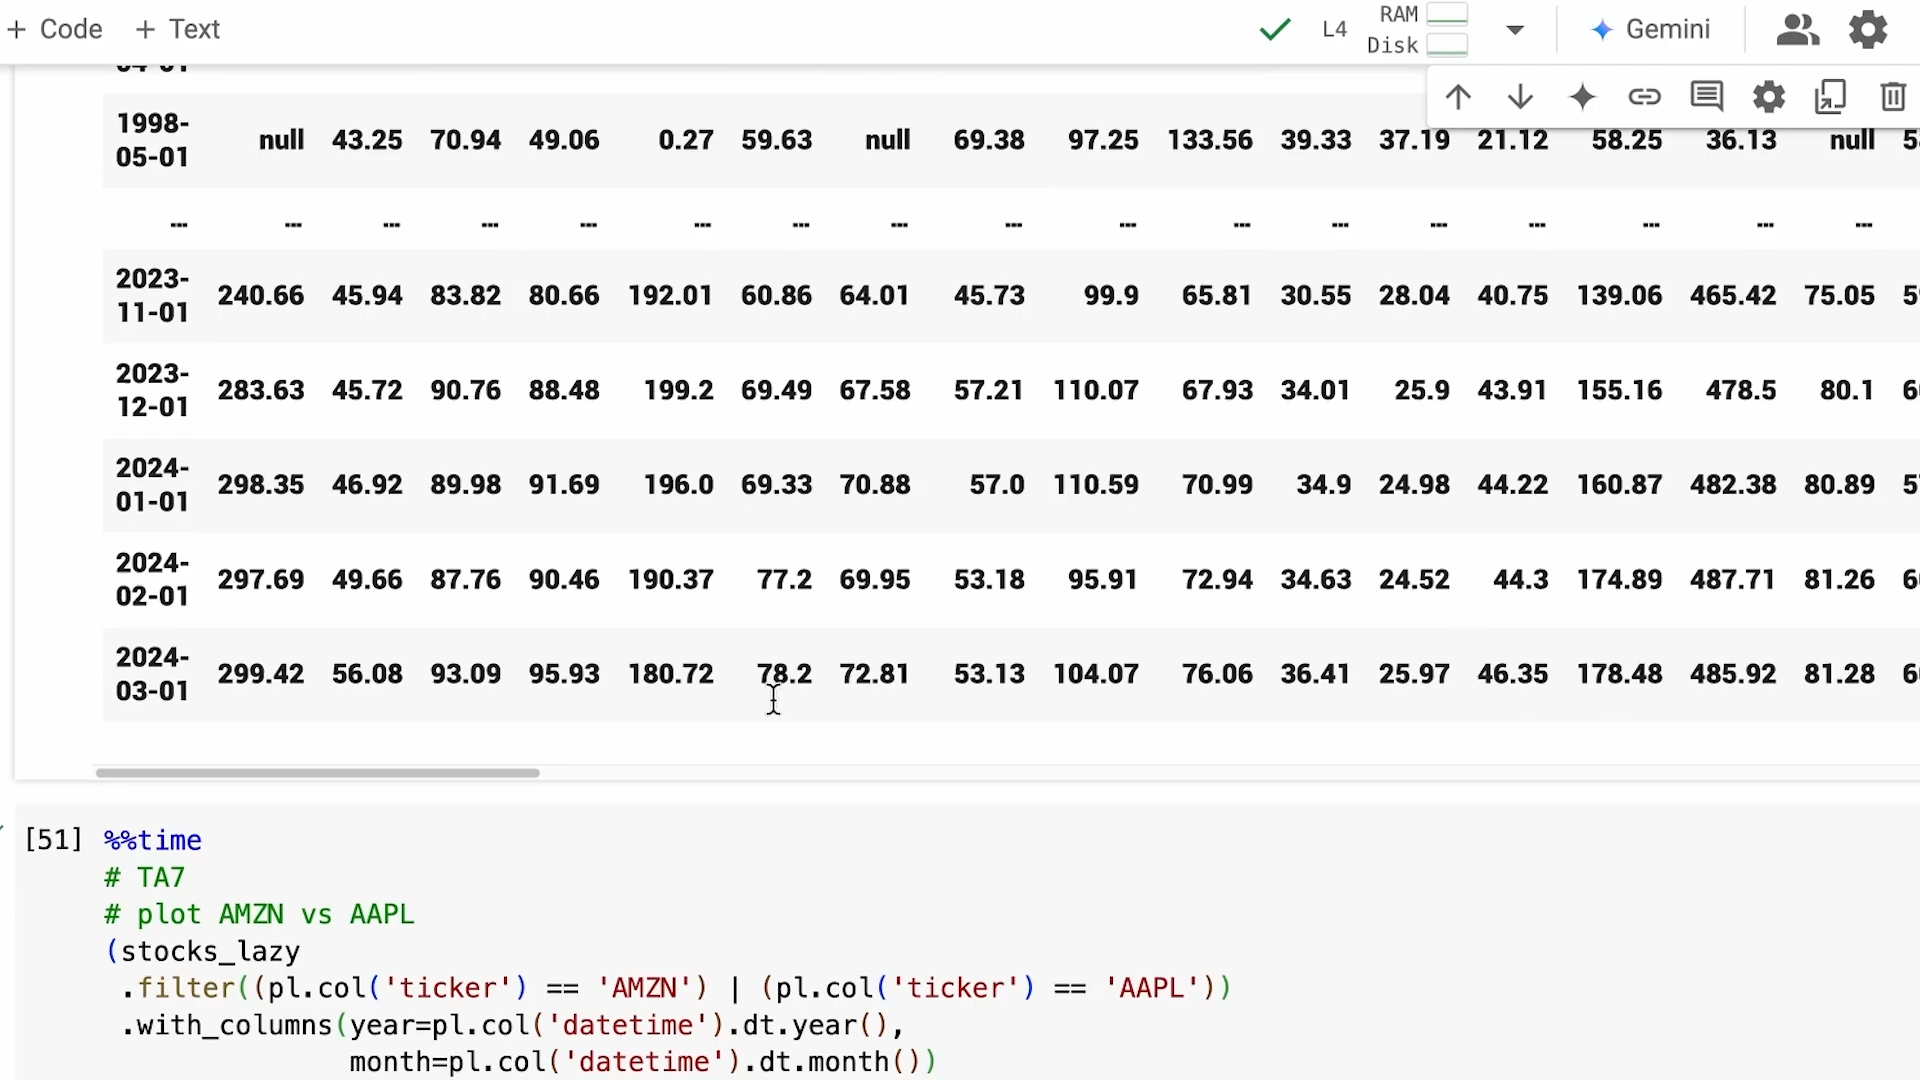 + Code + Text
L4
RAM
Disk
Gemini
1998-
05-01 null 43.25 70.94 49.06 0.27 59.63 null 69.38 97.25 133.56 39.33 37.19 21.12 58.25 36.13 null
… … … … … … … … … … … … … … … … …
2023-
11-01 240.66 45.94 83.82 80.66 192.01 60.86 64.01 45.73 99.9 65.81 30.55 28.04 40.75 139.06 465.42 75.05
2023-
12-01 283.63 45.72 90.76 88.48 199.2 69.49 67.58 57.21 110.07 67.93 34.01 25.9 43.91 155.16 478.5 80.1
2024-
01-01 298.35 46.92 89.98 91.69 196.0 69.33 70.88 57.0 110.59 70.99 34.9 24.98 44.22 160.87 482.38 80.89
2024-
02-01 297.69 49.66 87.76 90.46 190.37 77.2 69.95 53.18 95.91 72.94 34.63 24.52 44.3 174.89 487.71 81.26
2024-
03-01 299.42 56.08 93.09 95.93 180.72 78.2 72.81 53.13 104.07 76.06 36.41 25.97 46.35 178.48 485.92 81.28
[51] %%time
# TA7
# plot AMZN vs AAPL
(stocks_lazy
.filter((pl.col('ticker') == 'AMZN') | (pl.col('ticker') == 'AAPL'))
.with_columns(year=pl.col('datetime').dt.year(),
month=pl.col('datetime').dt.month())